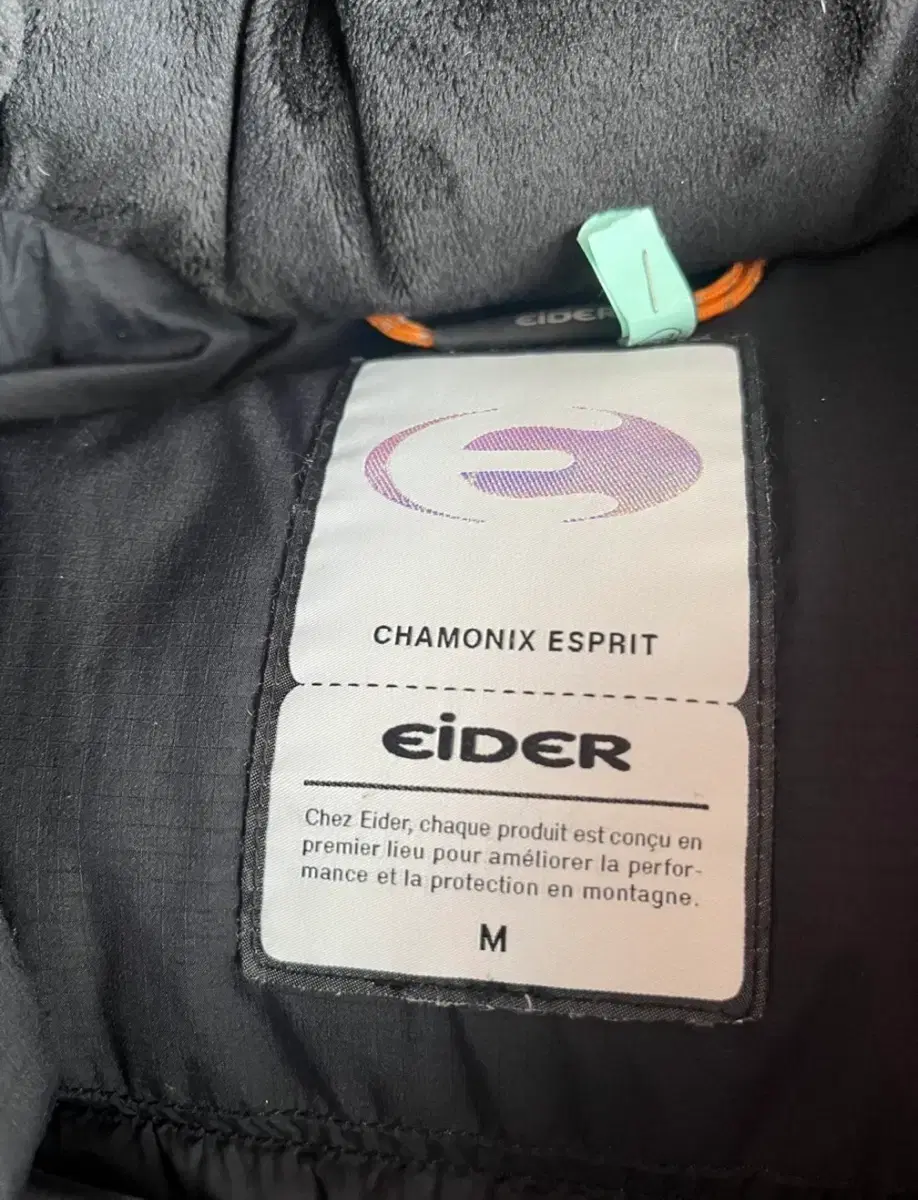 EiDER
CHAMONIX ESPRIT
EiDER
Chez Eider, chaque produit est conçu en
premier lieu pour améliorer la perfor-
mance et la protection en montagne.
M